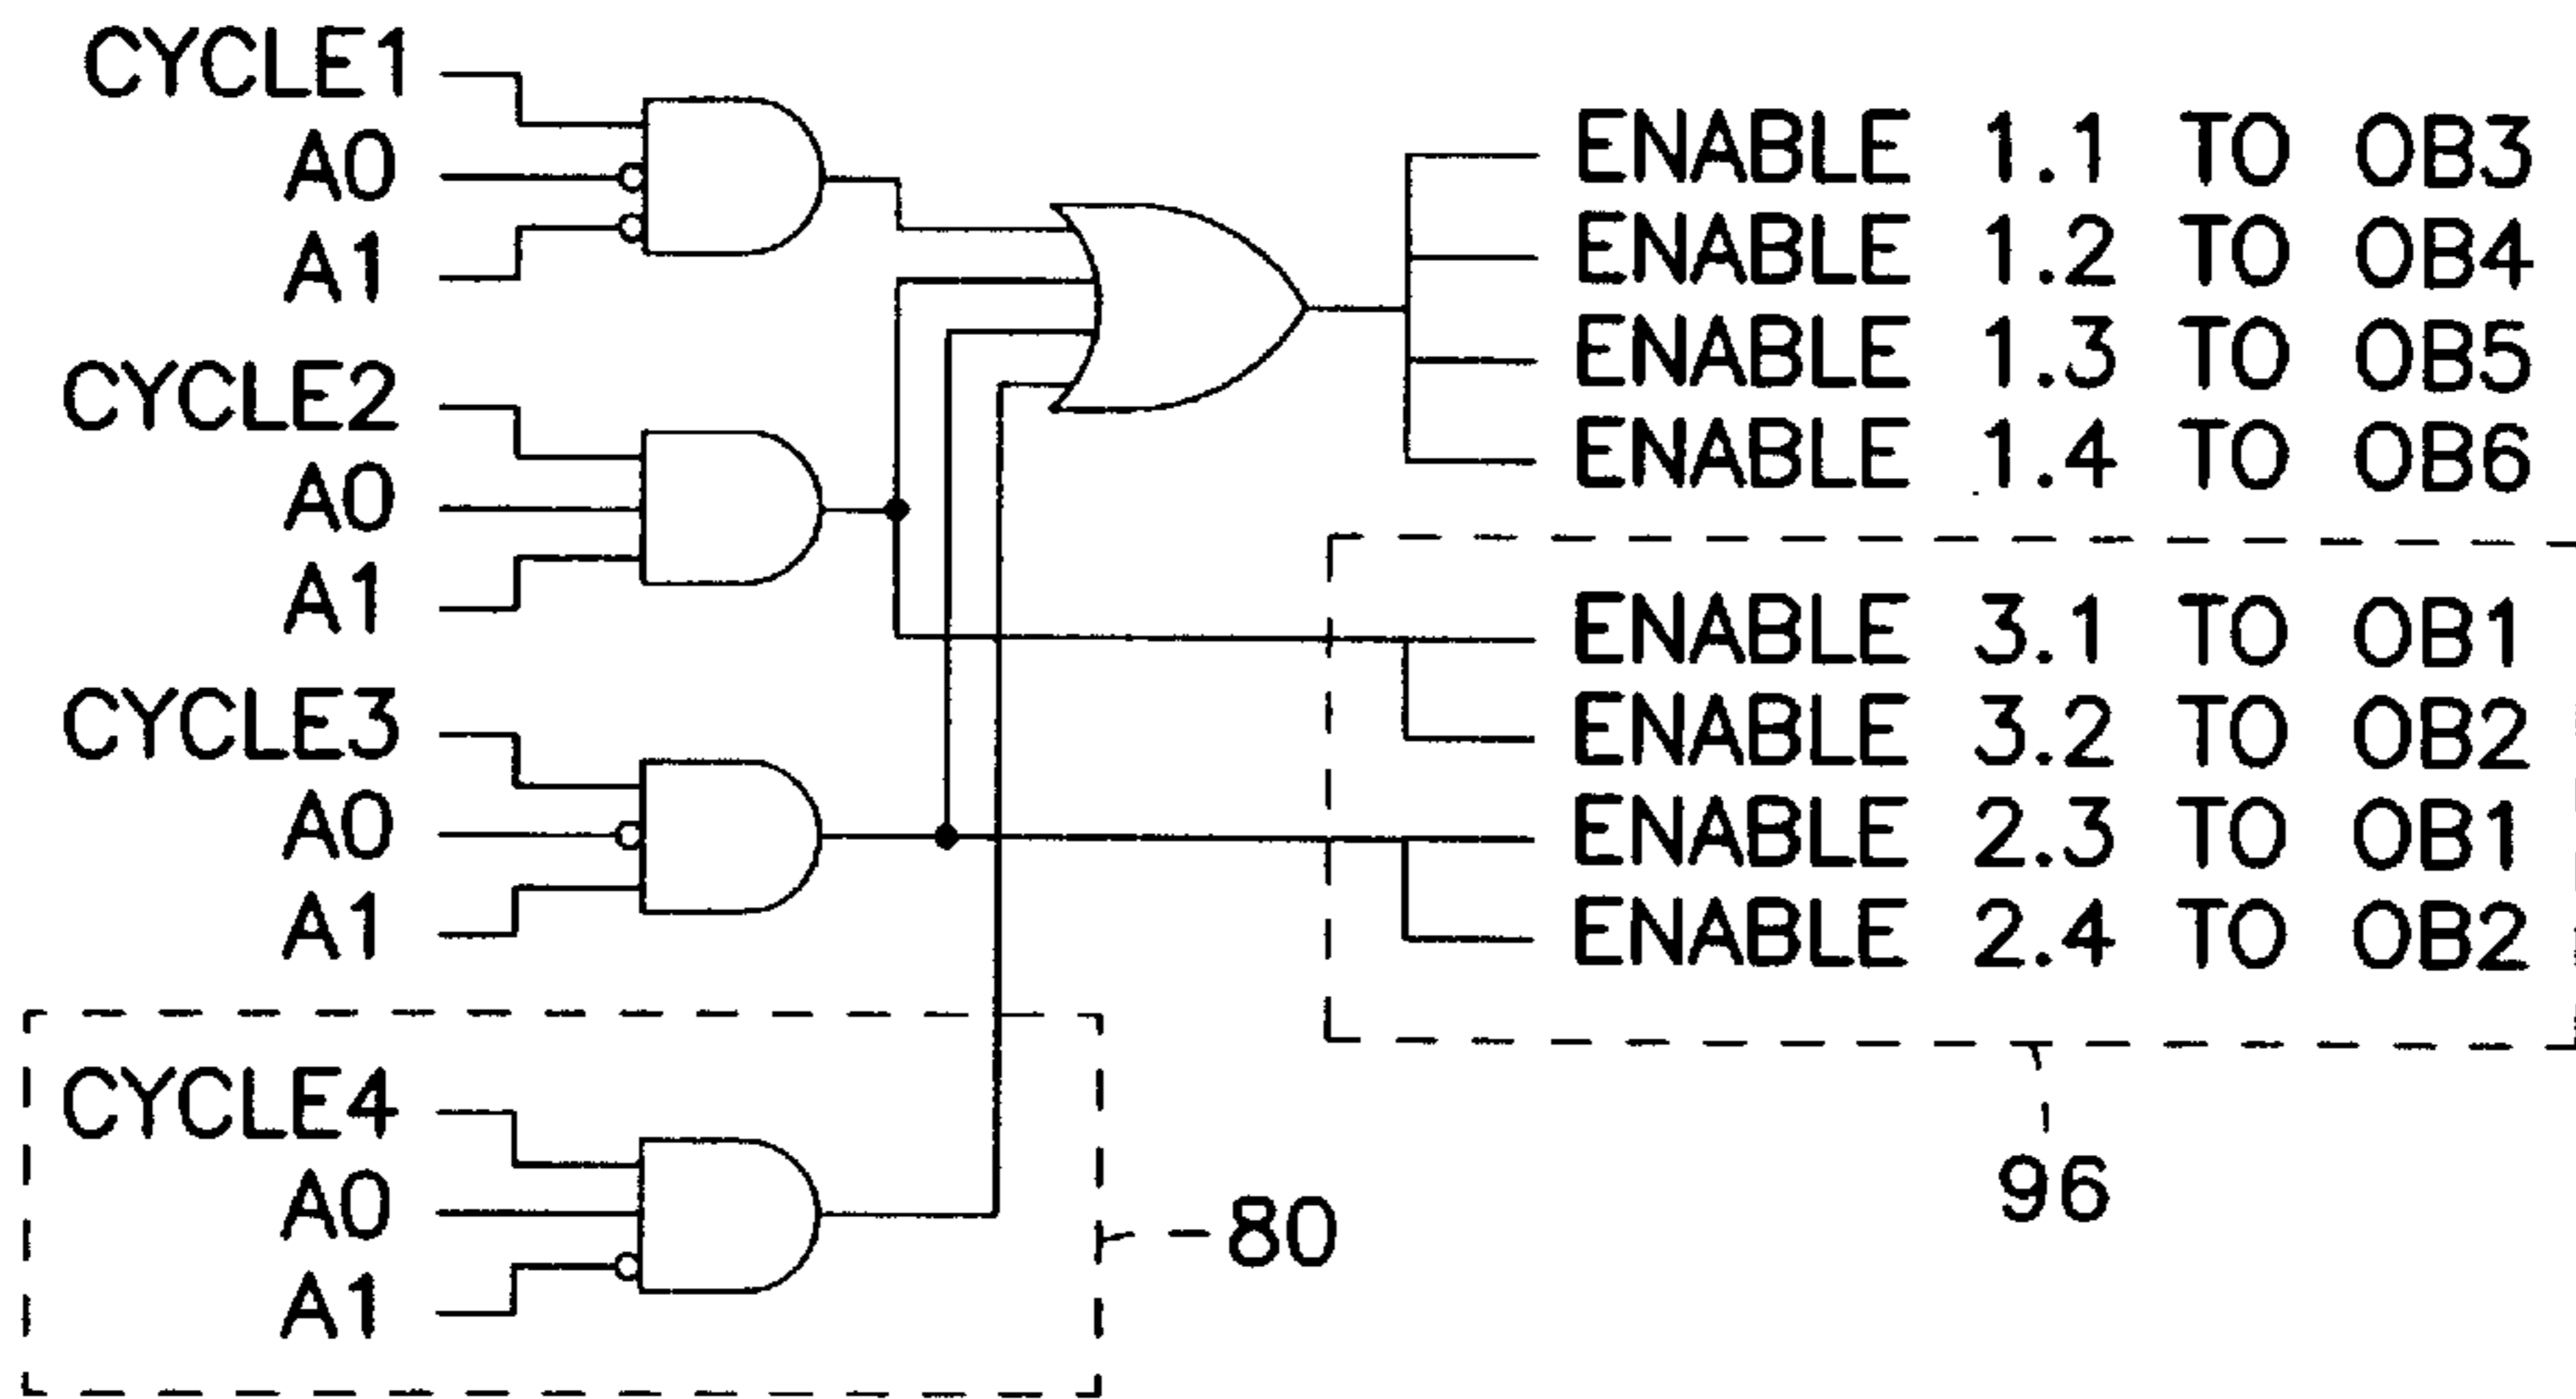 CYCLE1
A0
A1
CYCLE2
A0
A1
CYCLE3
A0
A1
CYCLE4
A0
A1
80
ENABLE 1.1 TO OB3
ENABLE 1.2 TO OB4
ENABLE 1.3 TO OB5
ENABLE 1.4 TO OB6
ENABLE 3.1 TO OB1
ENABLE 3.2 TO OB2
ENABLE 2.3 TO OB1
ENABLE 2.4 TO OB2
96